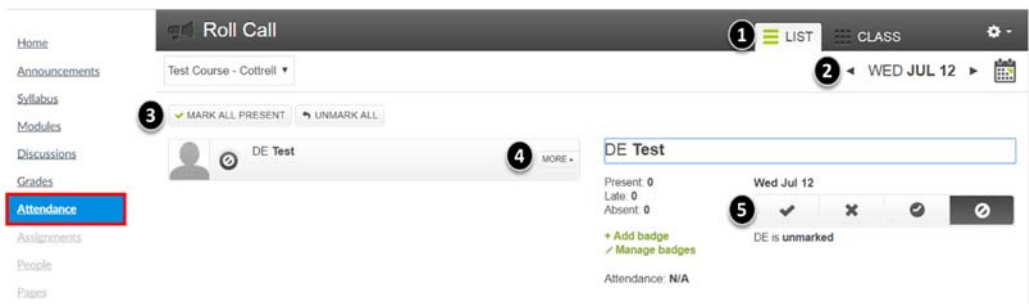 Home
Announcements
Syllabus
Modules
Discussions
Grades
Attendance
Assignments
People
Pages
Roll Call
1 LIST CLASS
Test Course - Cottrell
2 WED JUL 12
3 MARK ALL PRESENT UNMARK ALL
DE Test 4 MORE
DE Test
Present: 0
Late: 0
Absent: 0
+ Add badge
Manage badges
Attendance: N/A
Wed Jul 12
5
DE is unmarked